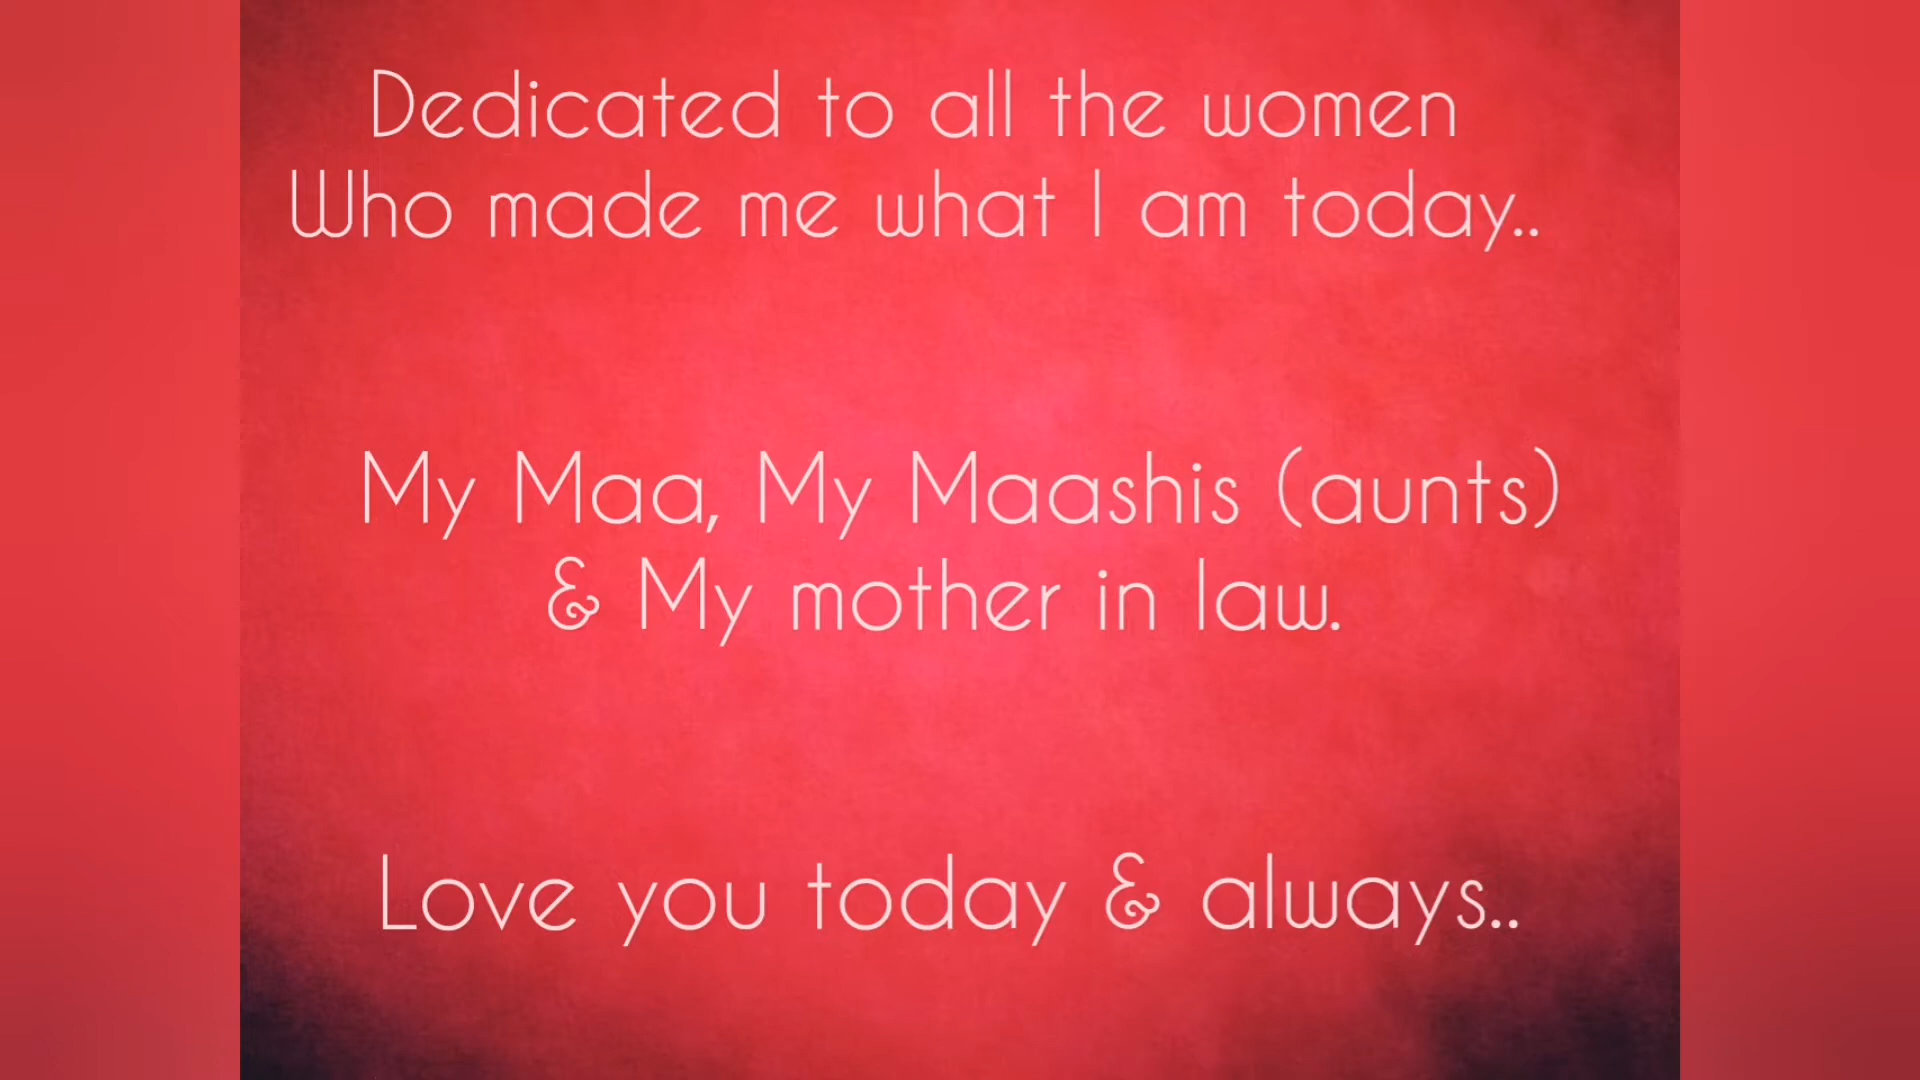 Dedicated to all the women
Who made me what I am today..
My Maa, My Maashis (aunts)
& My mother in law.
Love you today & always..